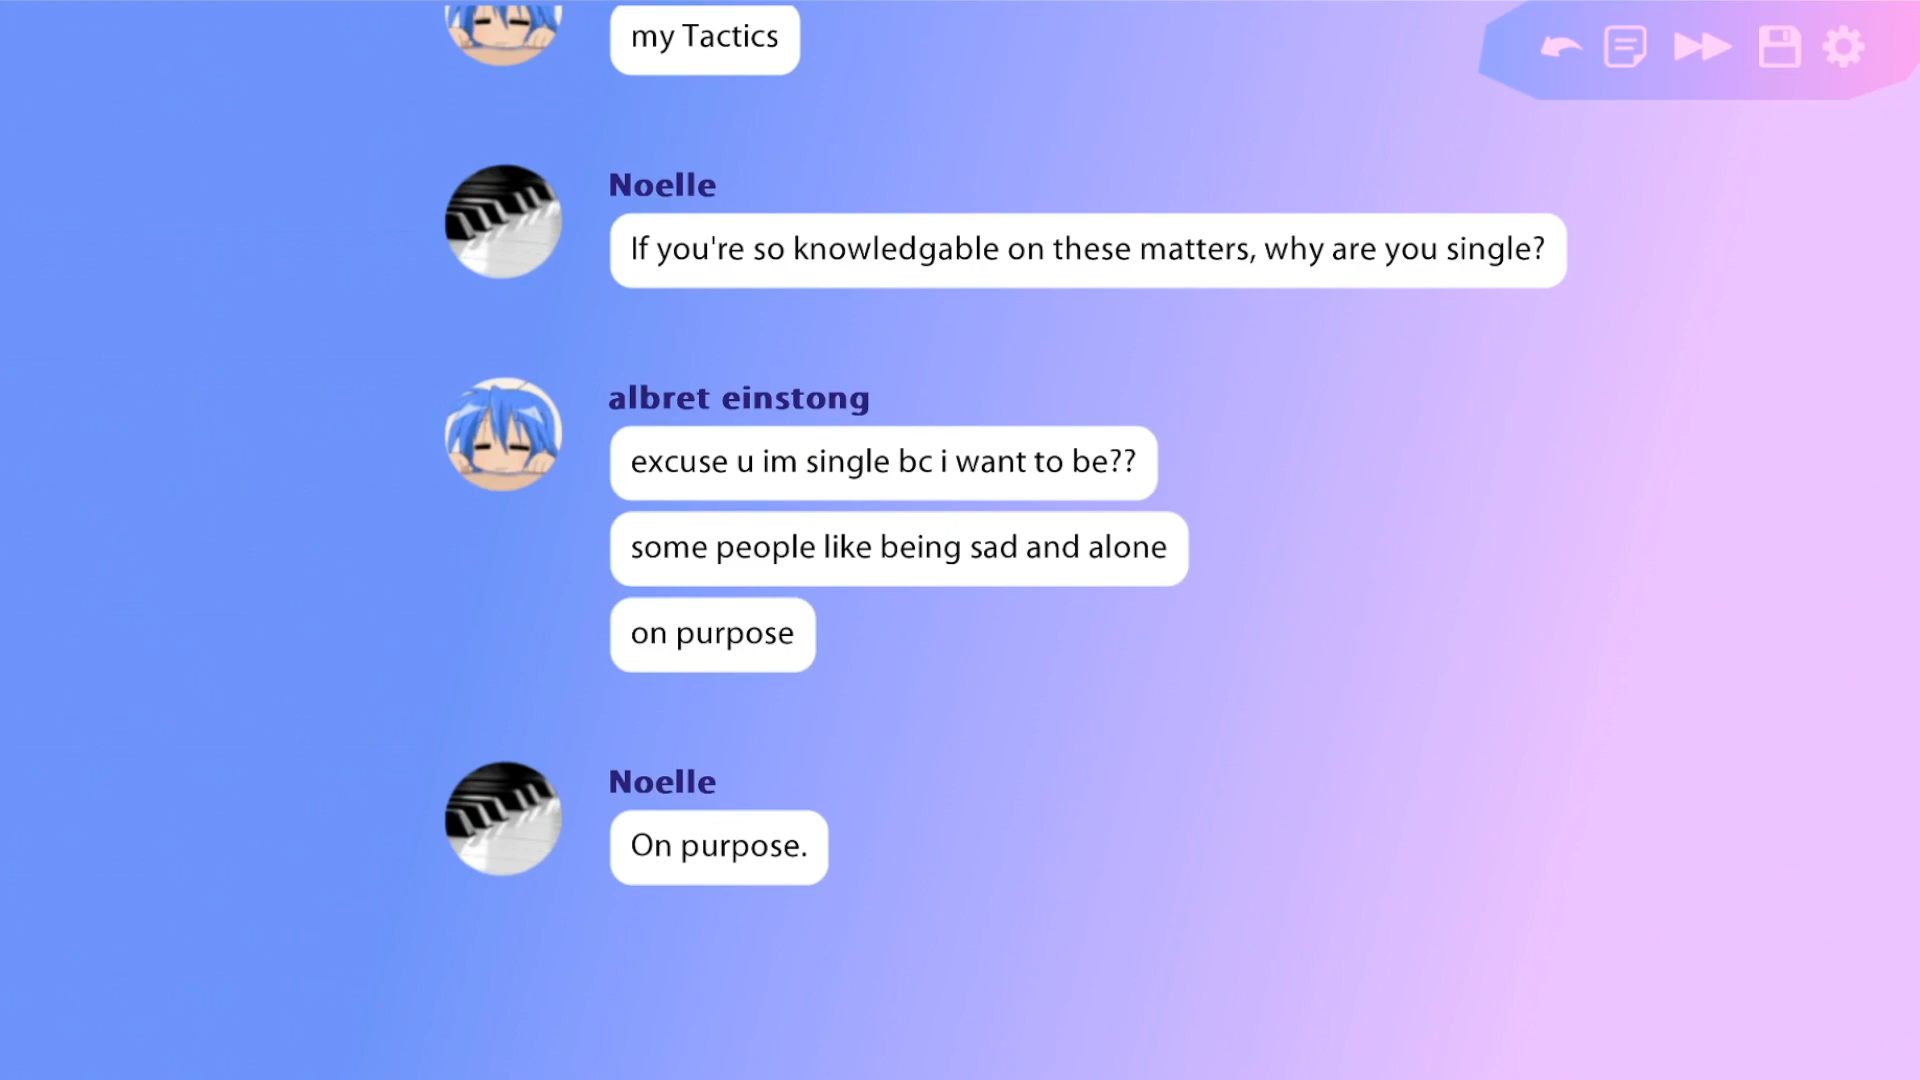 my Tactics
Noelle
If you're so knowledgable on these matters, why are you single?
albret einstong
excuse u im single bc i want to be??
some people like being sad and alone
on purpose
Noelle
On purpose.